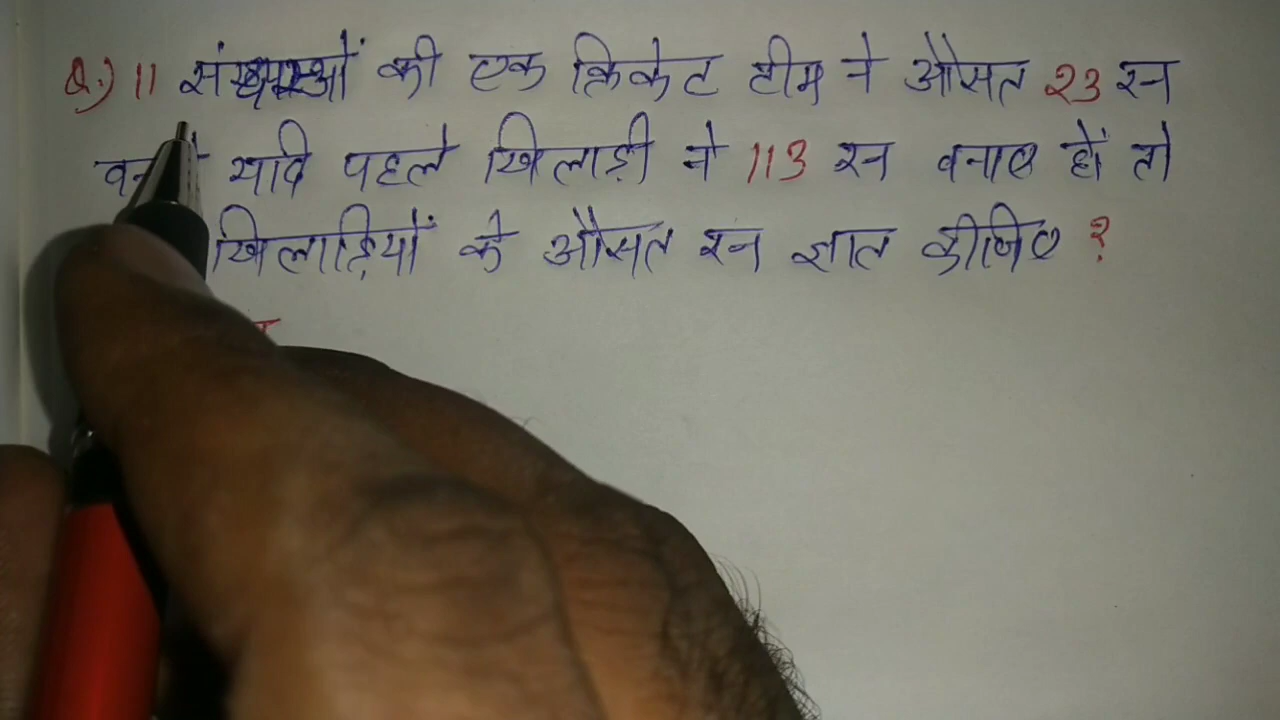 Q.) 11 की एक क्रिकेट टीम ने औसत 23 रन
यदि पहले खिलाड़ी ने 113 रन बनाए हों तो
खिलाड़ियों के औसत रन ज्ञात कीजिए ?